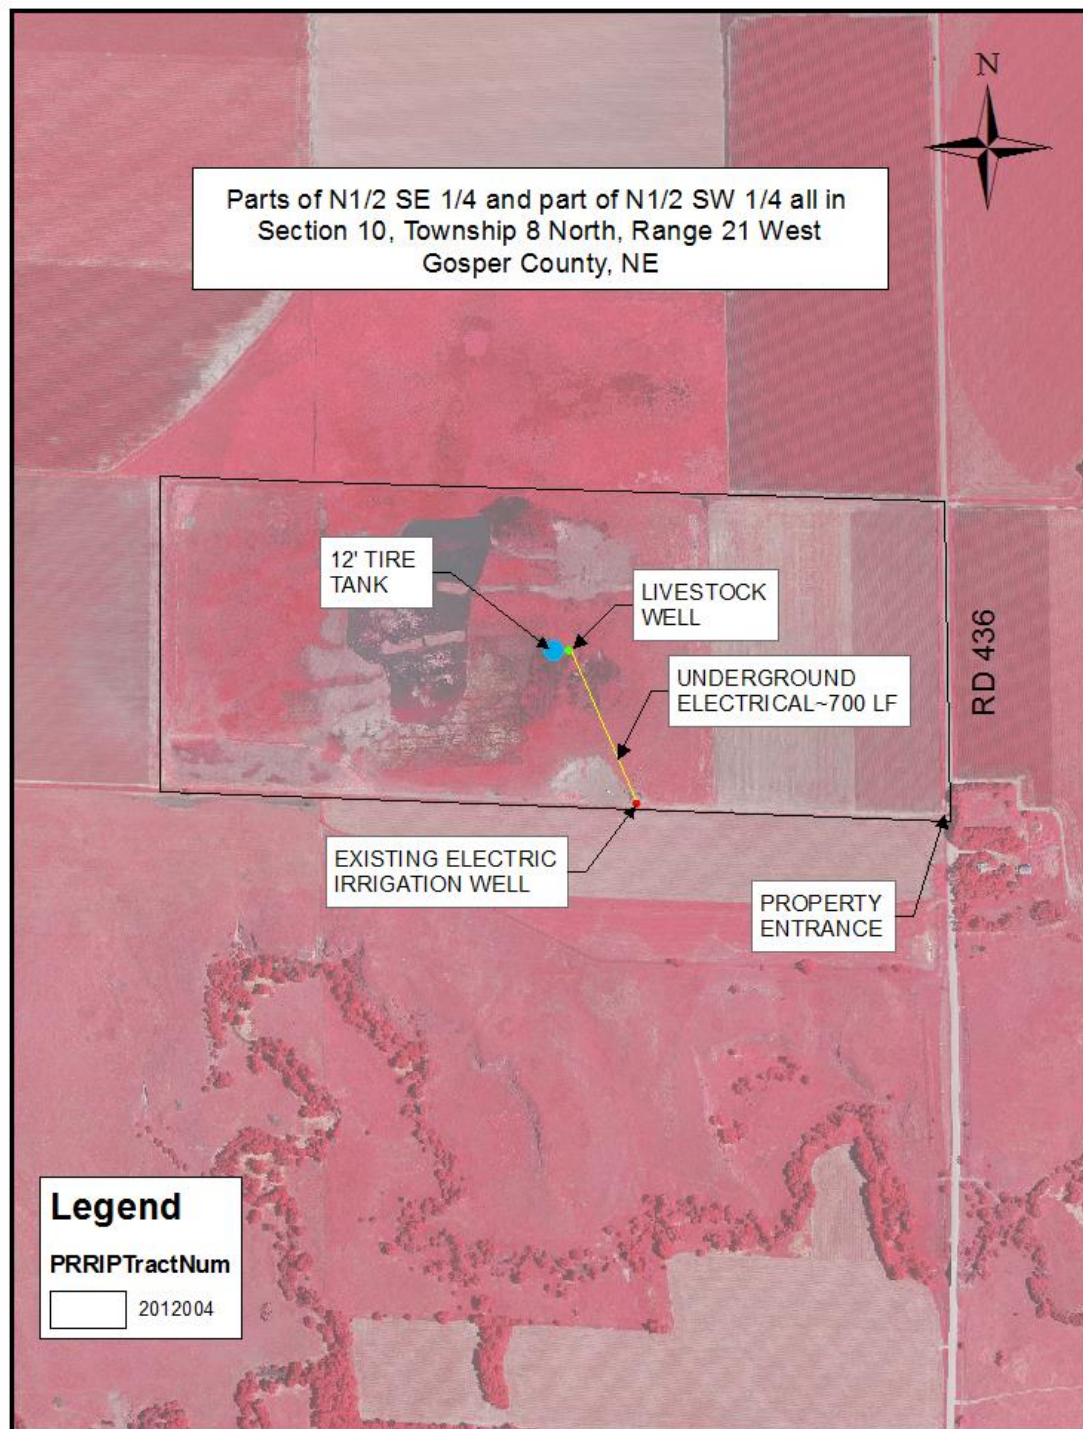 N
Parts of N1/2 SE 1/4 and part of N1/2 SW 1/4 all in
Section 10, Township 8 North, Range 21 West
Gosper County, NE
12' TIRE
TANK
LIVESTOCK
WELL
UNDERGROUND
ELECTRICAL~700 LF
RD 436
EXISTING ELECTRIC
IRRIGATION WELL
PROPERTY
ENTRANCE
Legend
PRRIPTractNum
2012004